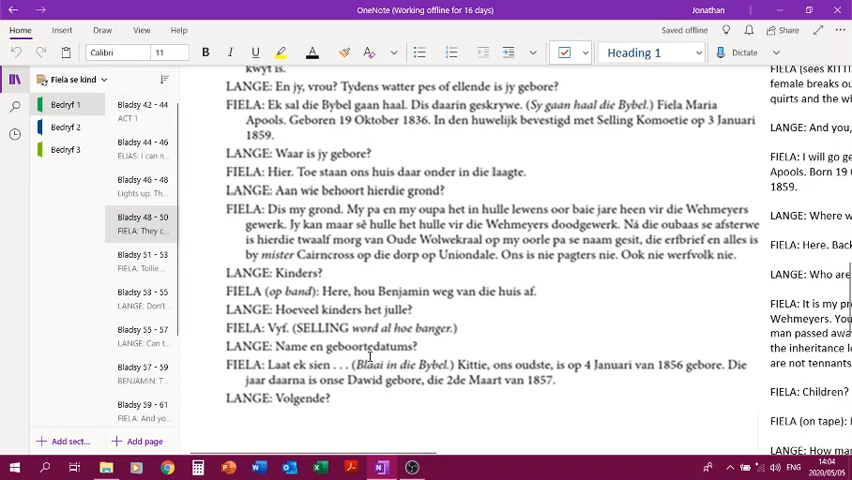 OneNote (Working offline for 16 days)
Jonathan
Home Insert Draw View Help
Saved offline Share
Calibri 11 B I U A Heading 1 Dictate
Fiela se kind
Bedryf 1
Bedryf 2
Bedryf 3
Bladsy 42 - 44
ACT 1
Bladsy 44 - 46
ELIAS: I can n...
Bladsy 46 - 48
Lights up. Th...
Bladsy 48 - 50
FIELA: They c...
Bladsy 51 - 53
FIELA: Tollie...
Bladsy 53 - 55
LANGE: Don't...
Bladsy 55 - 57
LANGE: Can t...
Bladsy 57 - 59
BENJAMIN: T...
Bladsy 59 - 61
FIELA: And yo...
Add sect...
Add page
kwyt is.
LANGE: En jy, vrou? Tydens watter pes of ellende is jy gebore?
FIELA: Ek sal die Bybel gaan haal. Dis daarin geskrywe. (Sy gaan haal die Bybel.) Fiela Maria
Apools. Geboren 19 Oktober 1836. In den huwelijk bevestigd met Selling Komoetie op 3 Januari
1859.
LANGE: Waar is jy gebore?
FIELA: Hier. Toe staan ons huis daar onder in die laagte.
LANGE: Aan wie behoort hierdie grond?
FIELA: Dis my grond. My pa en my oupa het in hulle lewens oor baie jare heen vir die Wehmeyers
gewerk. Jy kan maar sê hulle het hulle vir die Wehmeyers doodgewerk. Ná die oubaas se afsterwe
is hierdie twaalf morg van Oude Wolwekraal op my oorle pa se naam gesit, die erfbrief en alles is
by mister Cairncross op die dorp op Uniondale. Ons is nie pagters nie. Ook nie werfvolk nie.
LANGE: Kinders?
FIELA (op band): Here, hou Benjamin weg van die huis af.
LANGE: Hoeveel kinders het julle?
FIELA: Vyf. (SELLING word al hoe banger.)
LANGE: Name en geboortedatums?
FIELA: Laat ek sien . . . (Blaai in die Bybel.) Kittie, ons oudste, is op 4 Januari van 1856 gebore. Die
jaar daarna is onse Dawid gebore, die 2de Maart van 1857.
LANGE: Volgende?
FIELA (sees KITTI
female breaks ou
quirts and the wh
LANGE: And you,
FIELA: I will go ge
Apools. Born 19 O
1859.
LANGE: Where w
FIELA: Here. Back
LANGE: Who are
FIELA: It is my pr
Wehmeyers. You
man passed away
the inheritance l
are not tennants
LANGE: Children?
FIELA (on tape): L
LANGE: How man
ENG
14:04
2020/05/05